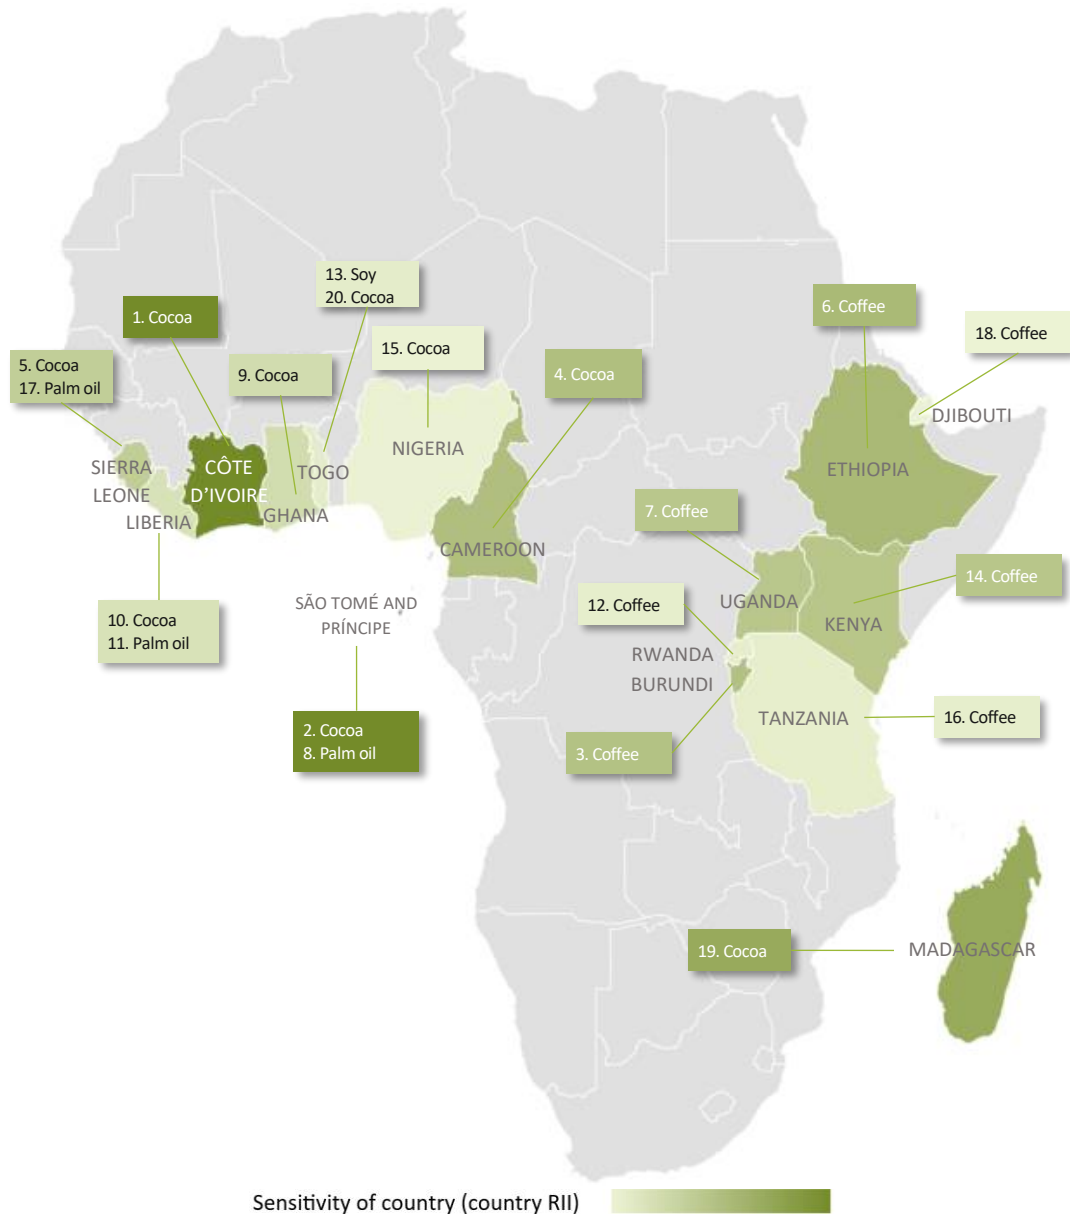 13. Soy
20. Cocoa
1. Cocoa
6. Coffee
18. Coffee
15. Cocoa
5. Cocoa
17. Palm oil
9. Cocoa
4. Cocoa
DJIBOUTI
NIGERIA
SIERRA
LEONE
CÔTE
D'IVOIRE
TOGO
ETHIOPIA
LIBERIA
GHANA
7. Coffee
CAMEROON
14. Coffee
SÃO TOMÉ AND
PRÍNCIPE
12. Coffee
UGANDA
KENYA
10. Cocoa
11. Palm oil
RWANDA
BURUNDI
TANZANIA
16. Coffee
2. Cocoa
8. Palm oil
3. Coffee
19. Cocoa
MADAGASCAR
Sensitivity of country (country RII)